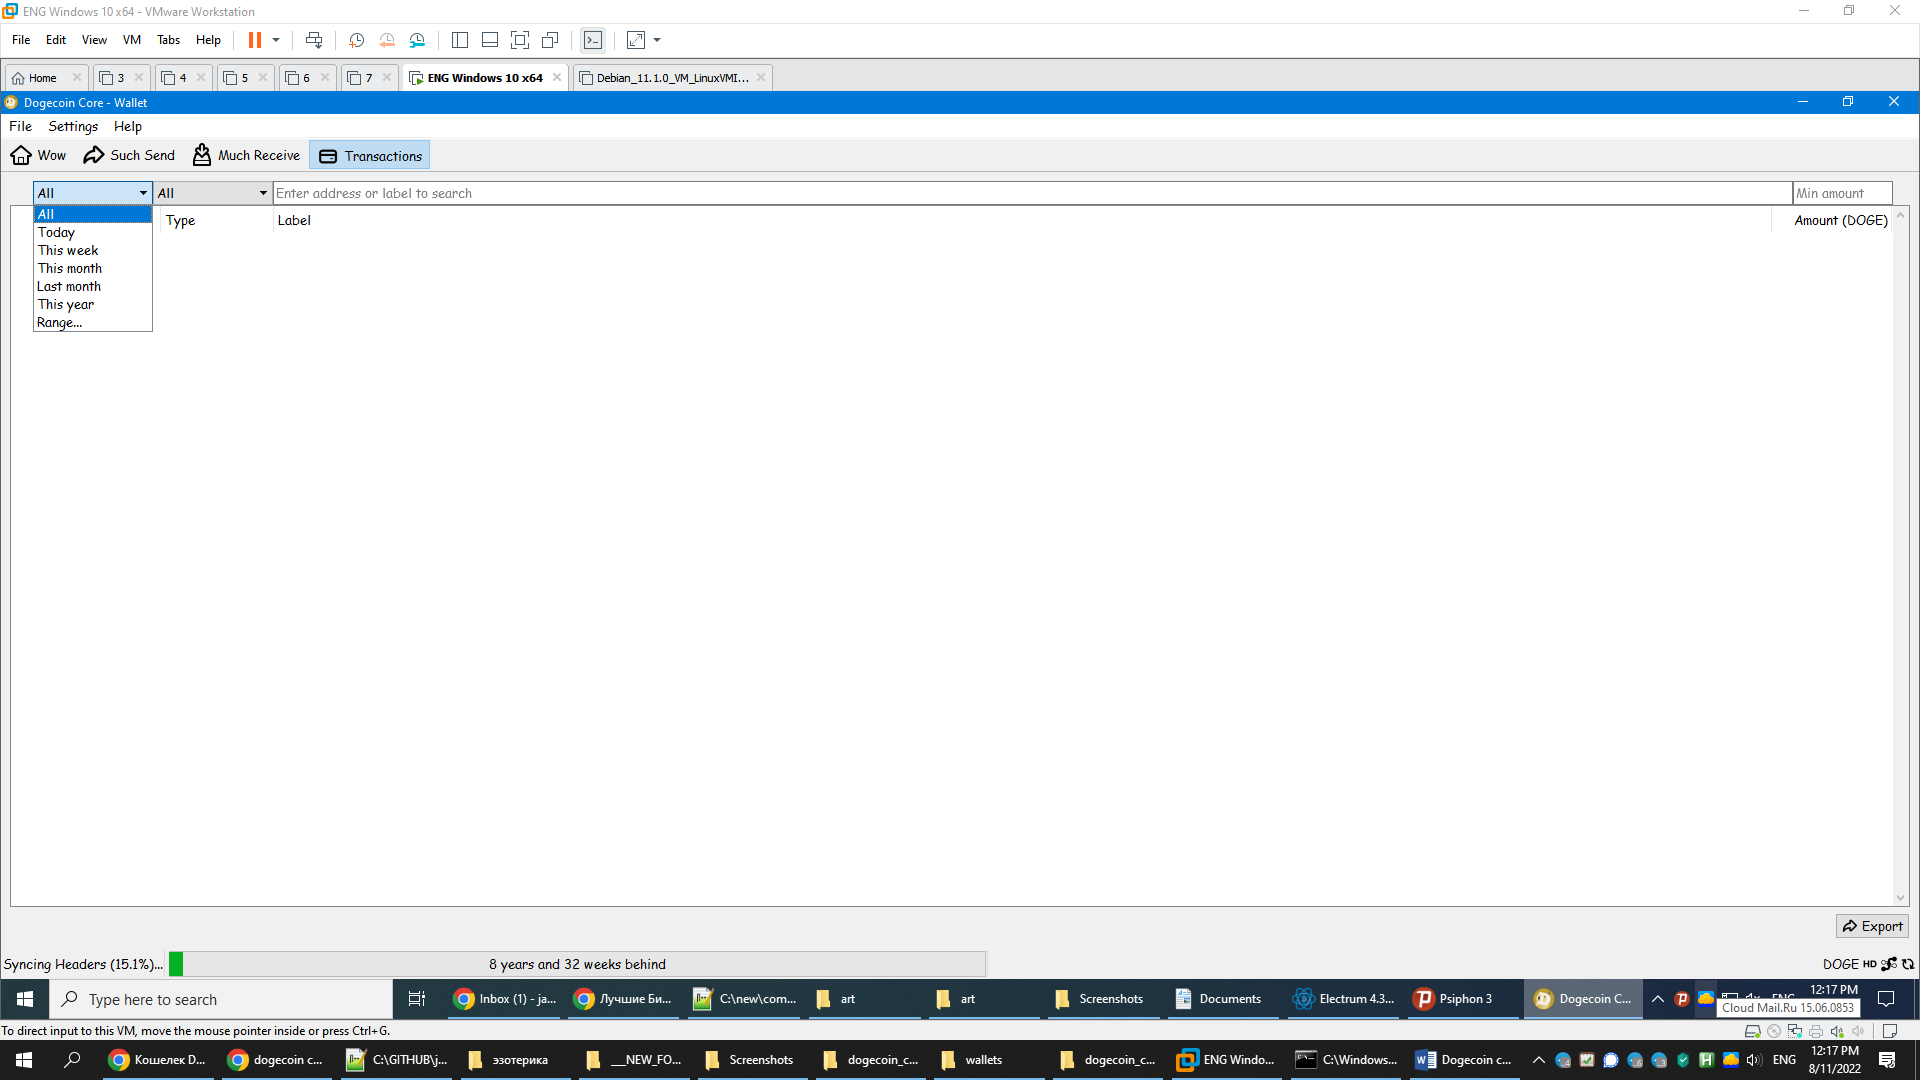 ENG Windows 10 x64 - VMware Workstation
File Edit View VM Tabs Help
Home 3 4 5 6 7 ENG Windows 10 x64 Debian_11.1.0_VM_LinuxVMI...
Dogecoin Core - Wallet
File Settings Help
Wow Such Send Much Receive Transactions
All All Enter address or label to search Min amount
All Type Label Amount (DOGE)
Today
This week
This month
Last month
This year
Range...
Export
Syncing Headers (15.1%)... 8 years and 32 weeks behind DOGE HD
Type here to search Inbox (1) - ja... Лучшие Би... C:\new\com... art art Screenshots Documents Electrum 4.3... Psiphon 3 Dogecoin C... 12:17 PM
Cloud Mail.Ru 15.06.0853
To direct input to this VM, move the mouse pointer inside or press Ctrl+G.
Кошелек D... dogecoin c... C:\GITHUB\j... эзотерика __NEW_FO... Screenshots dogecoin_c... wallets dogecoin_c... ENG Windo... C:\Windows... Dogecoin c... ENG 12:17 PM
8/11/2022